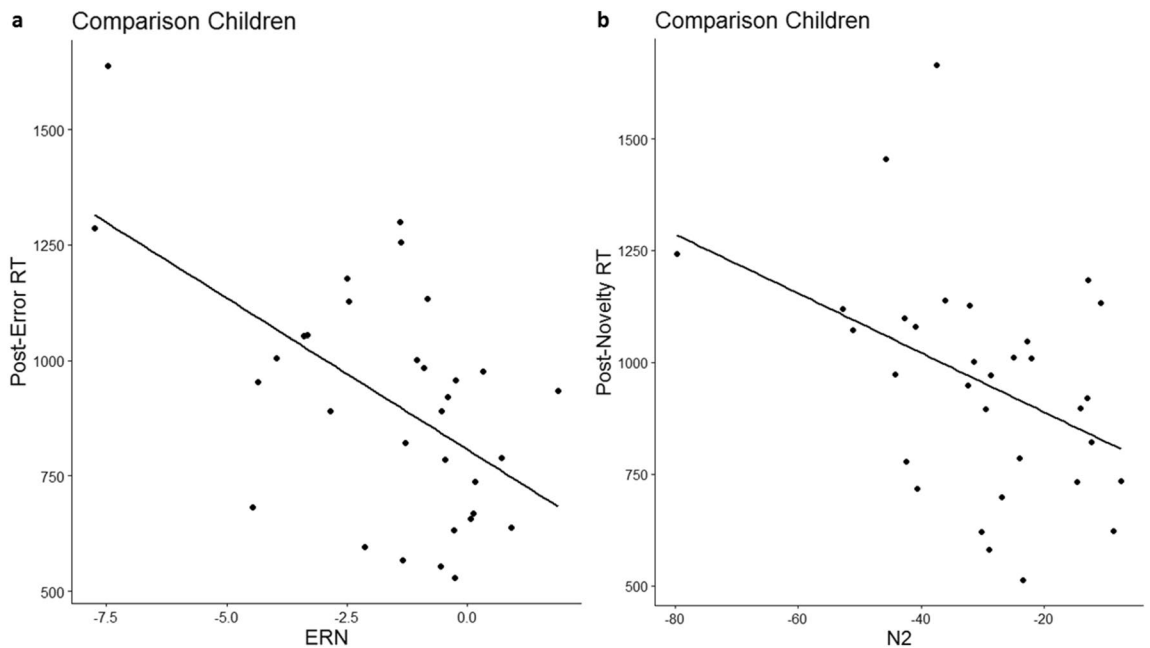 a
Comparison Children
Post-Error RT
1500
1250
1000
750
500
-7.5
-5.0
-2.5
0.0
ERN
b
Comparison Children
Post-Novelty RT
1500
1250
1000
750
500
-80
-60
-40
-20
N2